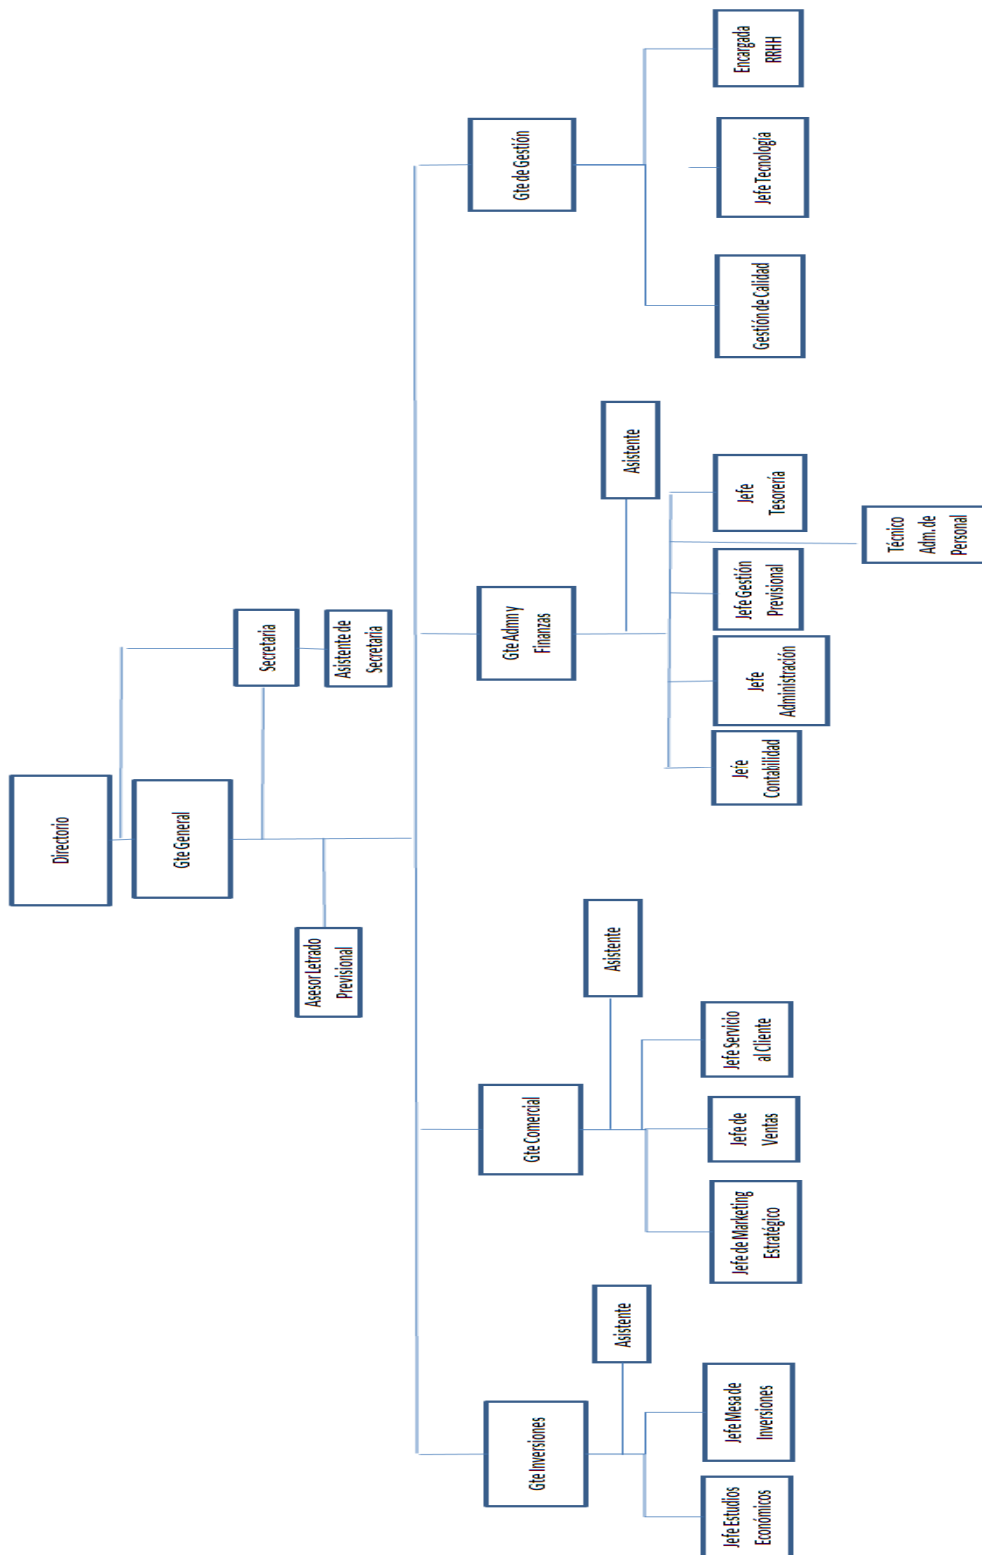 Directorio
Gte General
Secretaria
Asistente de
Secretaria
Asesor Letrado
Previsional
Gte Inversiones
Asistente
Jefe Estudios
Económicos
Jefe Mesa de
Inversiones
Gte Comercial
Asistente
Jefe de Marketing
Estratégico
Jefe de
Ventas
Jefe Servicio
al Cliente
Gte Admn y
Finanzas
Asistente
Jefe
Contabilidad
Jefe
Administración
Jefe Gestión
Previsional
Jefe
Tesorería
Técnico
Adm. de
Personal
Gte de Gestión
Gestión de Calidad
Jefe Tecnología
Encargada
RRHH